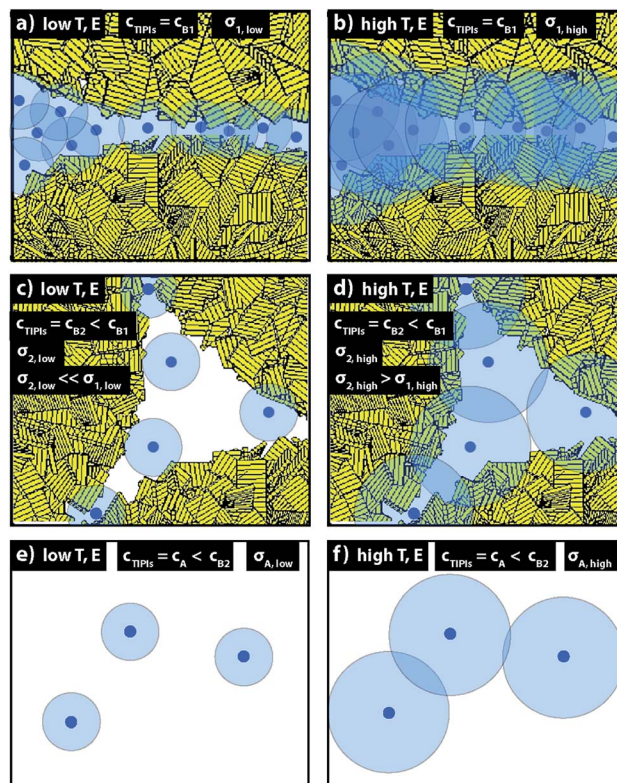 a) low T, E c_TIPIs = c_B1 σ_1, low
b) high T, E c_TIPIs = c_B1 σ_1, high
c) low T, E
c_TIPIs = c_B2 < c_B1
σ_2, low
σ_2, low << σ_1, low
d) high T, E
c_TIPIs = c_B2 < c_B1
σ_2, high
σ_2, high > σ_1, high
e) low T, E c_TIPIs = c_A < c_B2 σ_A, low
f) high T, E c_TIPIs = c_A < c_B2 σ_A, high